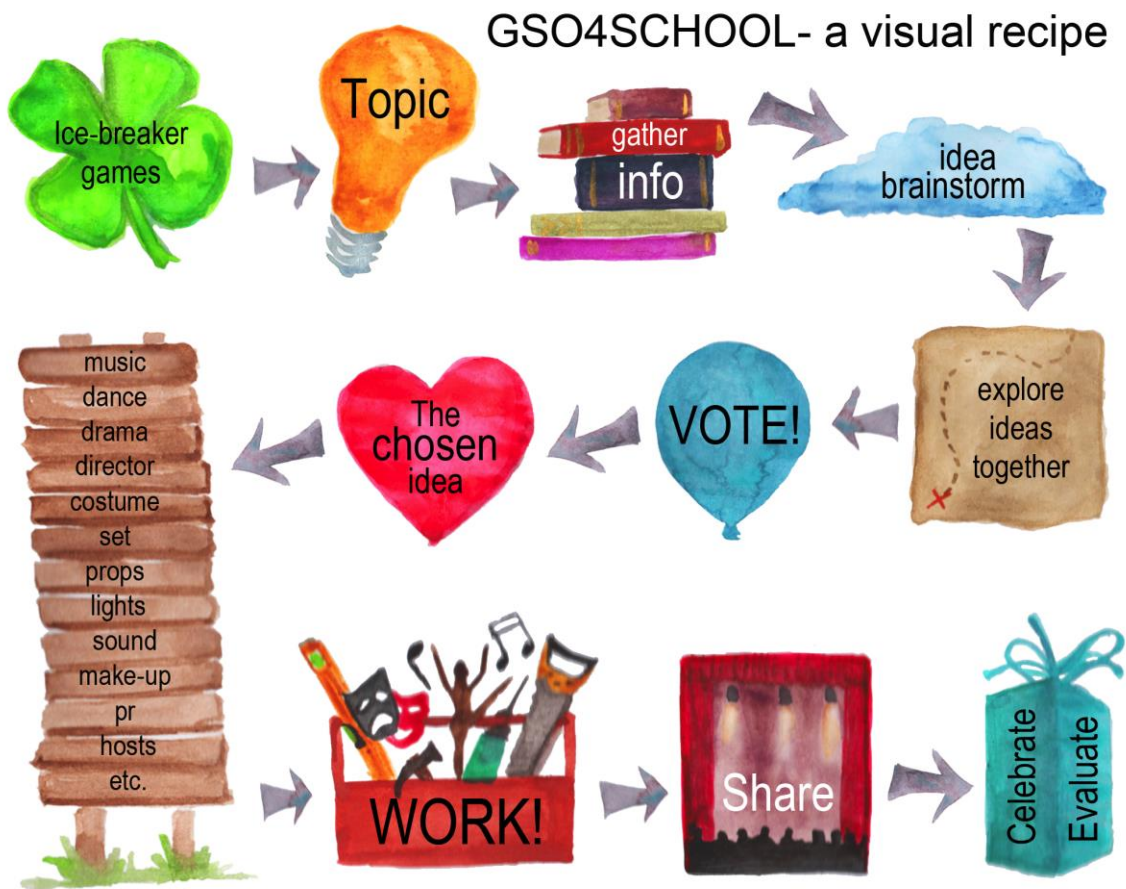 GSO4SCHOOL- a visual recipe
Ice-breaker
games
Topic
gather
info
idea
brainstorm
explore
ideas
together
VOTE!
The
chosen
idea
music
dance
drama
director
costume
set
props
lights
sound
make-up
pr
hosts
etc.
WORK!
Share
Celebrate
Evaluate